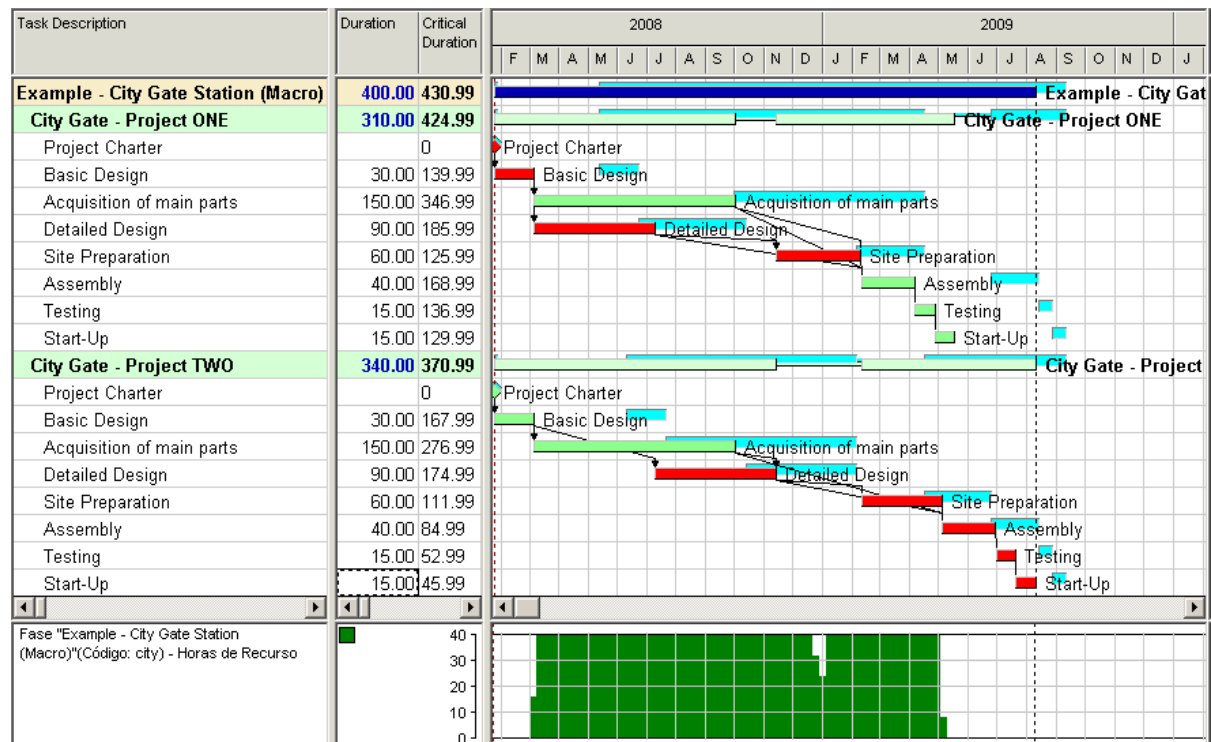 Task Description Duration Critical Duration 2008 2009
F M A M J J A S O N D J F M A M J J A S O N D J
Example - City Gate Station (Macro) 400.00 430.99 Example - City Gat
City Gate - Project ONE 310.00 424.99 City Gate - Project ONE
Project Charter 0 Project Charter
Basic Design 30.00 139.99 Basic Design
Acquisition of main parts 150.00 346.99 Acquisition of main parts
Detailed Design 90.00 185.99 Detailed Design
Site Preparation 60.00 125.99 Site Preparation
Assembly 40.00 168.99 Assembly
Testing 15.00 136.99 Testing
Start-Up 15.00 129.99 Start-Up
City Gate - Project TWO 340.00 370.99 City Gate - Project
Project Charter 0 Project Charter
Basic Design 30.00 167.99 Basic Design
Acquisition of main parts 150.00 276.99 Acquisition of main parts
Detailed Design 90.00 174.99 Detailed Design
Site Preparation 60.00 111.99 Site Preparation
Assembly 40.00 84.99 Assembly
Testing 15.00 52.99 Testing
Start-Up 15.00 45.99 Start-Up
Fase "Example - City Gate Station
(Macro)"(Código: city) - Horas de Recurso
40
30
20
10
0